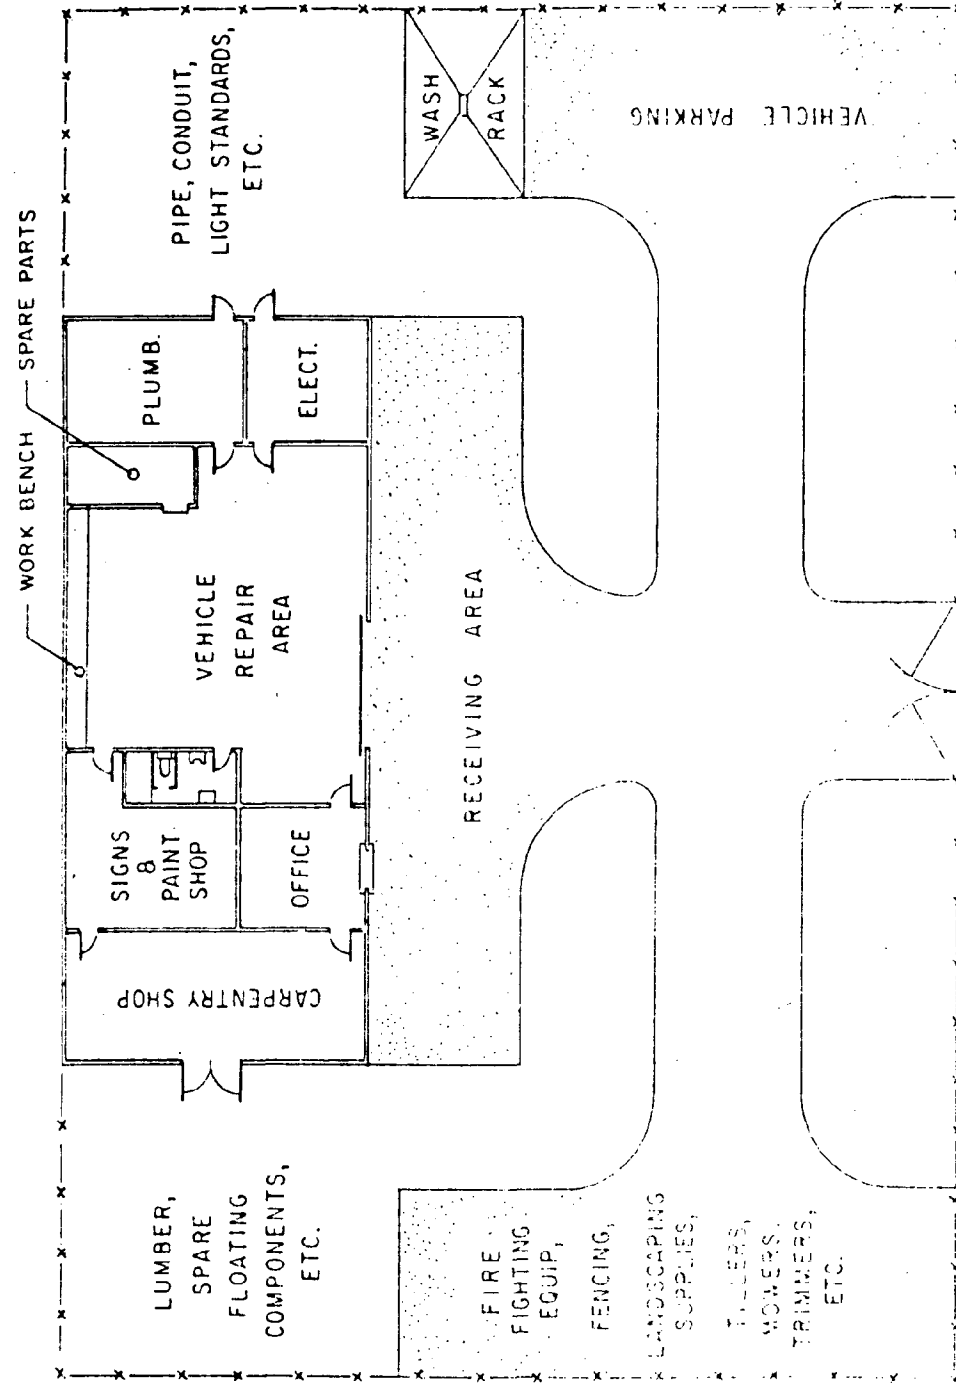 WORK BENCH
SPARE PARTS
PIPE, CONDUIT,
LIGHT STANDARDS,
ETC.
WASH
RACK
VEHICLE PARKING
PLUMB.
ELECT.
VEHICLE
REPAIR
AREA
RECEIVING AREA
SIGNS
&
PAINT
SHOP
OFFICE
CARPENTRY SHOP
LUMBER,
SPARE
FLOATING
COMPONENTS,
ETC.
FIRE
FIGHTING
EQUIP,
FENCING,
LANDSCAPING
SUPPLIES,
TILLERS,
MOWERS,
TRIMMERS,
ETC.